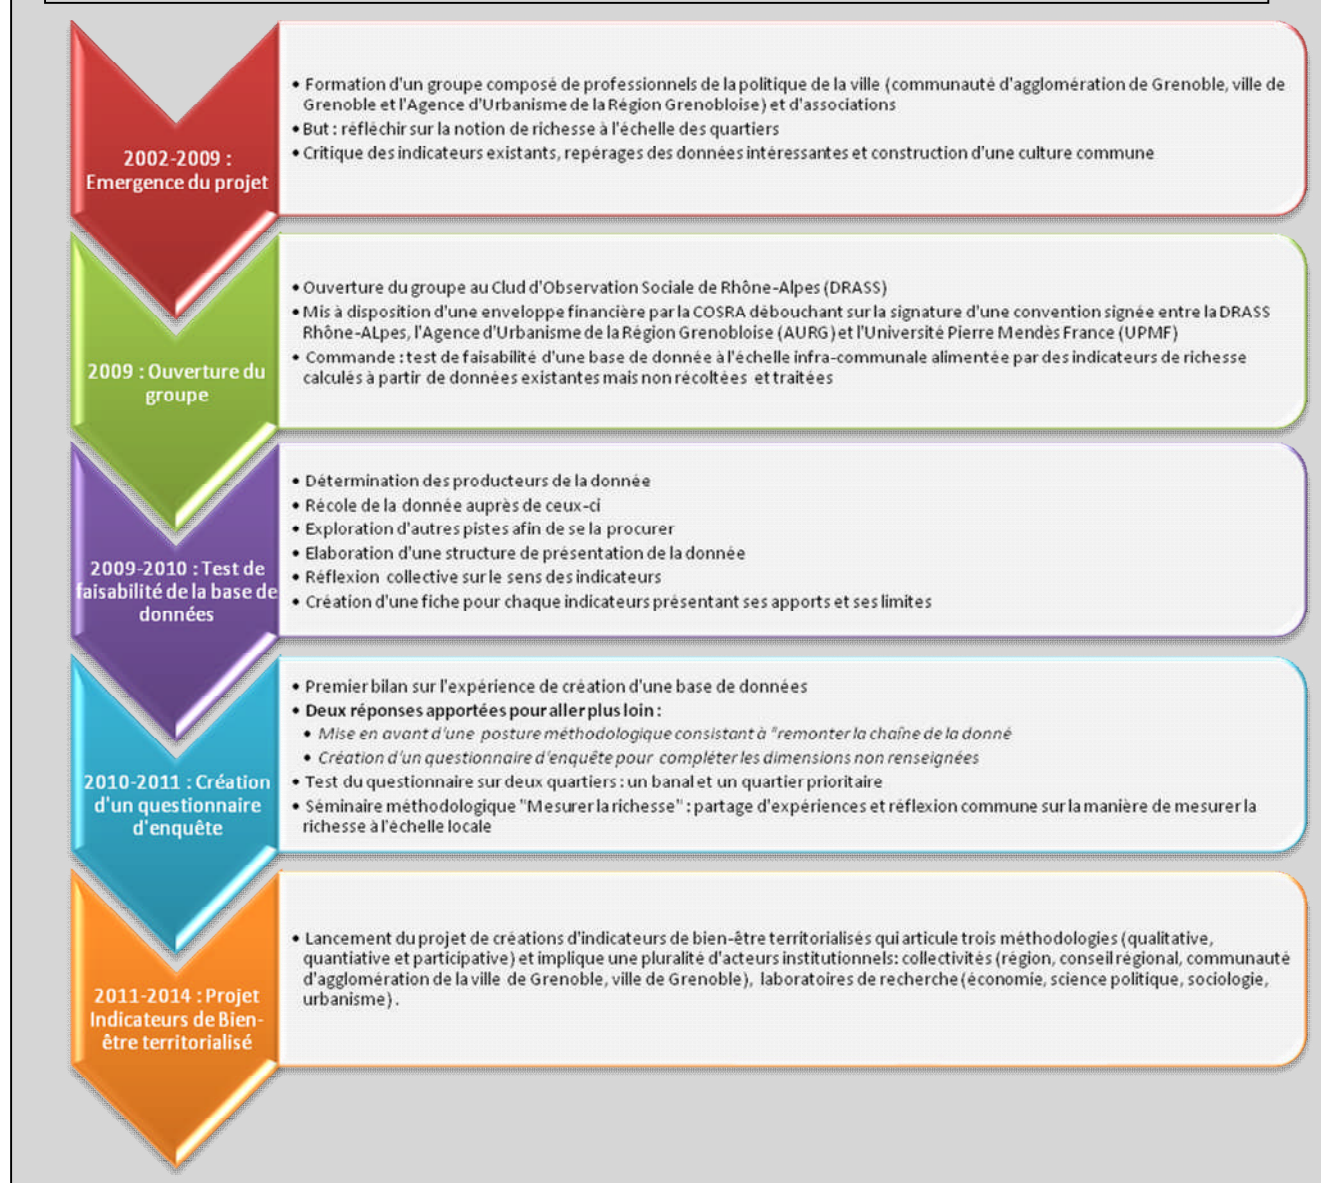 2002-2009 :
Emergence du projet
• Formation d'un groupe composé de professionnels de la politique de la ville (communauté d'agglomération de Grenoble, ville de
Grenoble et l'Agence d'Urbanisme de la Région Grenobloise) et d'associations
• But : réfléchir sur la notion de richesse à l'échelle des quartiers
• Critique des indicateurs existants, repérages des données intéressantes et construction d'une culture commune
2009 : Ouverture du
groupe
• Ouverture du groupe au Clud d'Observation Sociale de Rhône-Alpes (DRASS)
• Mis à disposition d'une enveloppe financière par la COSRA débouchant sur la signature d'une convention signée entre la DRASS
Rhône-ALpes, l'Agence d'Urbanisme de la Région Grenobloise (AURG) et l'Université Pierre Mendès France (UPMF)
• Commande : test de faisabilité d'une base de donnée à l'échelle infra-communale alimentée par des indicateurs de richesse
calculés à partir de données existantes mais non récoltées et traitées
2009-2010 : Test de
faisabilité de la base de
données
• Détermination des producteurs de la donnée
• Récole de la donnée auprès de ceux-ci
• Exploration d'autres pistes afin de se la procurer
• Elaboration d'une structure de présentation de la donnée
• Réflexion collective sur le sens des indicateurs
• Création d'une fiche pour chaque indicateurs présentant ses apports et ses limites
2010-2011 : Création
d'un questionnaire
d'enquête
• Premier bilan sur l'expérience de création d'une base de données
• Deux réponses apportées pour aller plus loin :
• Mise en avant d'une posture méthodologique consistant à "remonter la chaîne de la donné
• Création d'un questionnaire d'enquête pour compléter les dimensions non renseignées
• Test du questionnaire sur deux quartiers : un banal et un quartier prioritaire
• Séminaire méthodologique "Mesurer la richesse" : partage d'expériences et réflexion commune sur la manière de mesurer la
richesse à l'échelle locale
2011-2014 : Projet
Indicateurs de Bien-
être territorialisé
• Lancement du projet de créations d'indicateurs de bien-être territorialisés qui articule trois méthodologies (qualitative,
quantiative et participative) et implique une pluralité d'acteurs institutionnels: collectivités (région, conseil régional, communauté
d'agglomération de la ville de Grenoble, ville de Grenoble), laboratoires de recherche (économie, science politique, sociologie,
urbanisme).